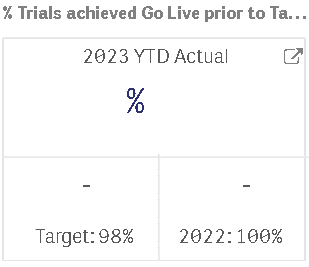 % Trials achieved Go Live prior to Ta...
2023 YTD Actual
%
- -
Target: 98% 2022: 100%